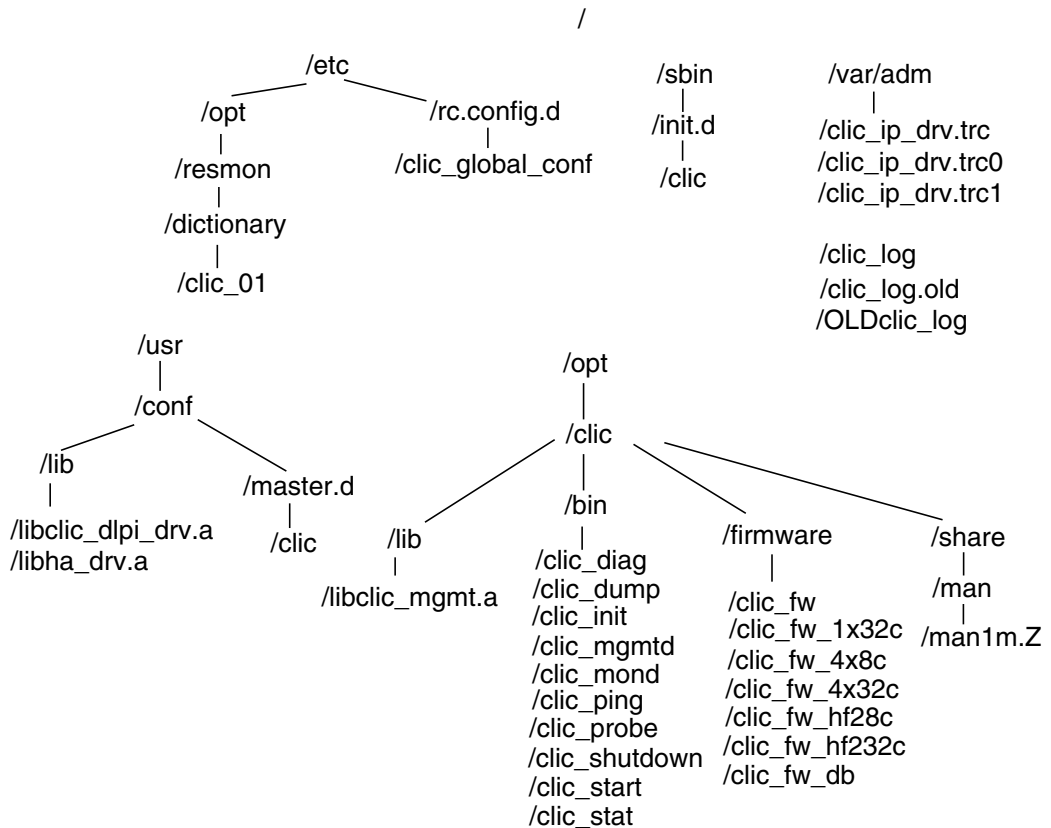 /
/etc
/opt
/resmon
/dictionary
/clic_01
/rc.config.d
/clic_global_conf
/sbin
/init.d
/clic
/var/adm
/clic_ip_drv.trc
/clic_ip_drv.trc0
/clic_ip_drv.trc1
/clic_log
/clic_log.old
/OLDclic_log
/usr
/conf
/lib
/libclic_dlpi_drv.a
/libha_drv.a
/master.d
/clic
/opt
/clic
/lib
/libclic_mgmt.a
/bin
/clic_diag
/clic_dump
/clic_init
/clic_mgmtd
/clic_mond
/clic_ping
/clic_probe
/clic_shutdown
/clic_start
/clic_stat
/firmware
/clic_fw
/clic_fw_1x32c
/clic_fw_4x8c
/clic_fw_4x32c
/clic_fw_hf28c
/clic_fw_hf232c
/clic_fw_db
/share
/man
/man1m.Z